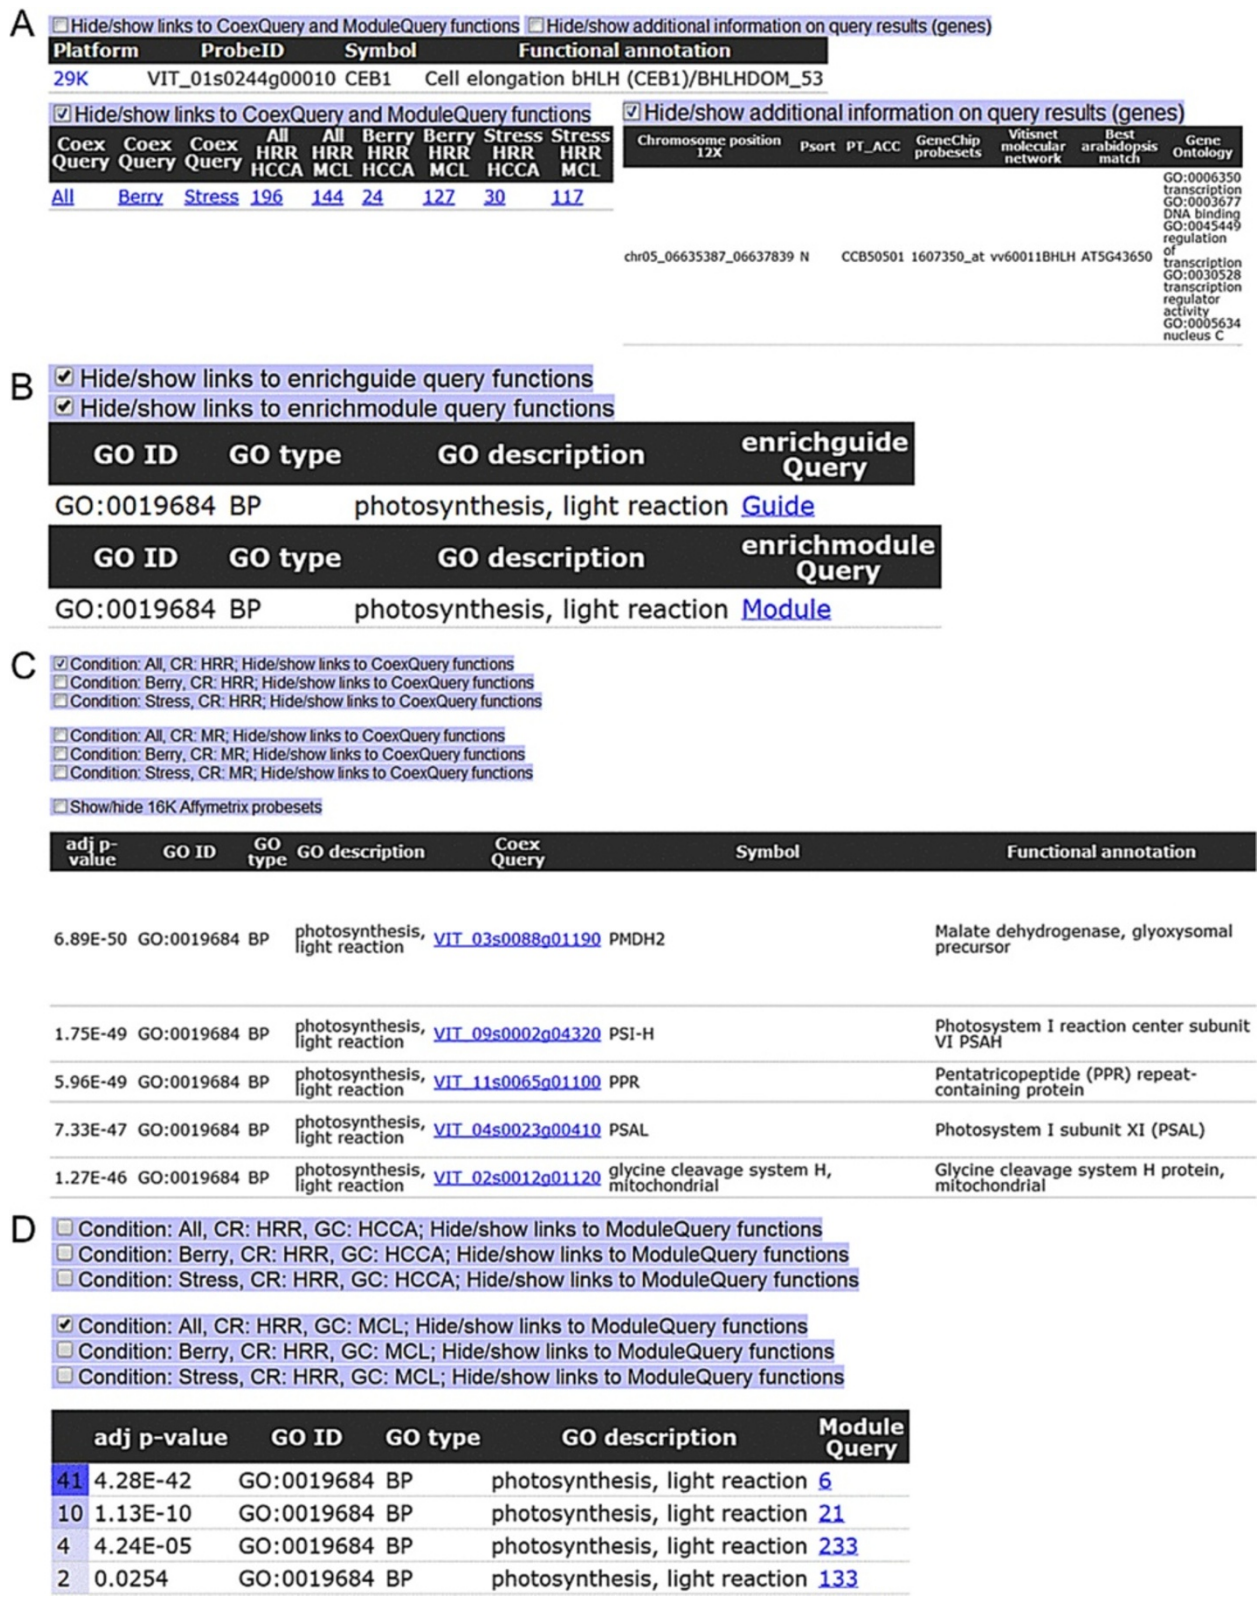 A
Hide/show links to CoexQuery and ModuleQuery functions Hide/show additional information on query results (genes)
Platform ProbeID Symbol Functional annotation
29K VIT_01s0244g00010 CEB1 Cell elongation bHLH (CEB1)/BHLHDOM_53
Hide/show links to CoexQuery and ModuleQuery functions
Coex Query Coex Query Coex Query All HRR HCCA All HRR MCL Berry HRR HCCA Berry HRR MCL Stress HRR HCCA Stress HRR MCL
All Berry Stress 196 144 24 127 30 117
Hide/show additional information on query results (genes)
Chromosome position 12X Psort PT_ACC GeneChip probesets Vitisnet molecular network Best arabidopsis match Gene Ontology
chr05_06635387_06637839 N CCB50501 1607350_at vv60011BHLH AT5G43650
GO:0006350
transcription
GO:0003677
DNA binding
GO:0045449
regulation
of
transcription
GO:0030528
transcription
regulator
activity
GO:0005634
nucleus C
B
Hide/show links to enrichguide query functions
Hide/show links to enrichmodule query functions
GO ID GO type GO description enrichguide Query
GO:0019684 BP photosynthesis, light reaction Guide
GO ID GO type GO description enrichmodule Query
GO:0019684 BP photosynthesis, light reaction Module
C
Condition: All, CR: HRR; Hide/show links to CoexQuery functions
Condition: Berry, CR: HRR; Hide/show links to CoexQuery functions
Condition: Stress, CR: HRR; Hide/show links to CoexQuery functions
Condition: All, CR: MR; Hide/show links to CoexQuery functions
Condition: Berry, CR: MR; Hide/show links to CoexQuery functions
Condition: Stress, CR: MR; Hide/show links to CoexQuery functions
Show/hide 16K Affymetrix probesets
adj p-value GO ID GO type GO description Coex Query Symbol Functional annotation
6.89E-50 GO:0019684 BP photosynthesis, light reaction VIT_03s0088g01190 PMDH2 Malate dehydrogenase, glyoxysomal precursor
1.75E-49 GO:0019684 BP photosynthesis, light reaction VIT_09s0002g04320 PSI-H Photosystem I reaction center subunit VI PSAH
5.96E-49 GO:0019684 BP photosynthesis, light reaction VIT_11s0065g01100 PPR Pentatricopeptide (PPR) repeat-containing protein
7.33E-47 GO:0019684 BP photosynthesis, light reaction VIT_04s0023g00410 PSAL Photosystem I subunit XI (PSAL)
1.27E-46 GO:0019684 BP photosynthesis, light reaction VIT_02s0012g01120 glycine cleavage system H, mitochondrial Glycine cleavage system H protein, mitochondrial
D
Condition: All, CR: HRR, GC: HCCA; Hide/show links to ModuleQuery functions
Condition: Berry, CR: HRR, GC: HCCA; Hide/show links to ModuleQuery functions
Condition: Stress, CR: HRR, GC: HCCA; Hide/show links to ModuleQuery functions
Condition: All, CR: HRR, GC: MCL; Hide/show links to ModuleQuery functions
Condition: Berry, CR: HRR, GC: MCL; Hide/show links to ModuleQuery functions
Condition: Stress, CR: HRR, GC: MCL; Hide/show links to ModuleQuery functions
adj p-value GO ID GO type GO description Module Query
41 4.28E-42 GO:0019684 BP photosynthesis, light reaction 6
10 1.13E-10 GO:0019684 BP photosynthesis, light reaction 21
4 4.24E-05 GO:0019684 BP photosynthesis, light reaction 233
2 0.0254 GO:0019684 BP photosynthesis, light reaction 133